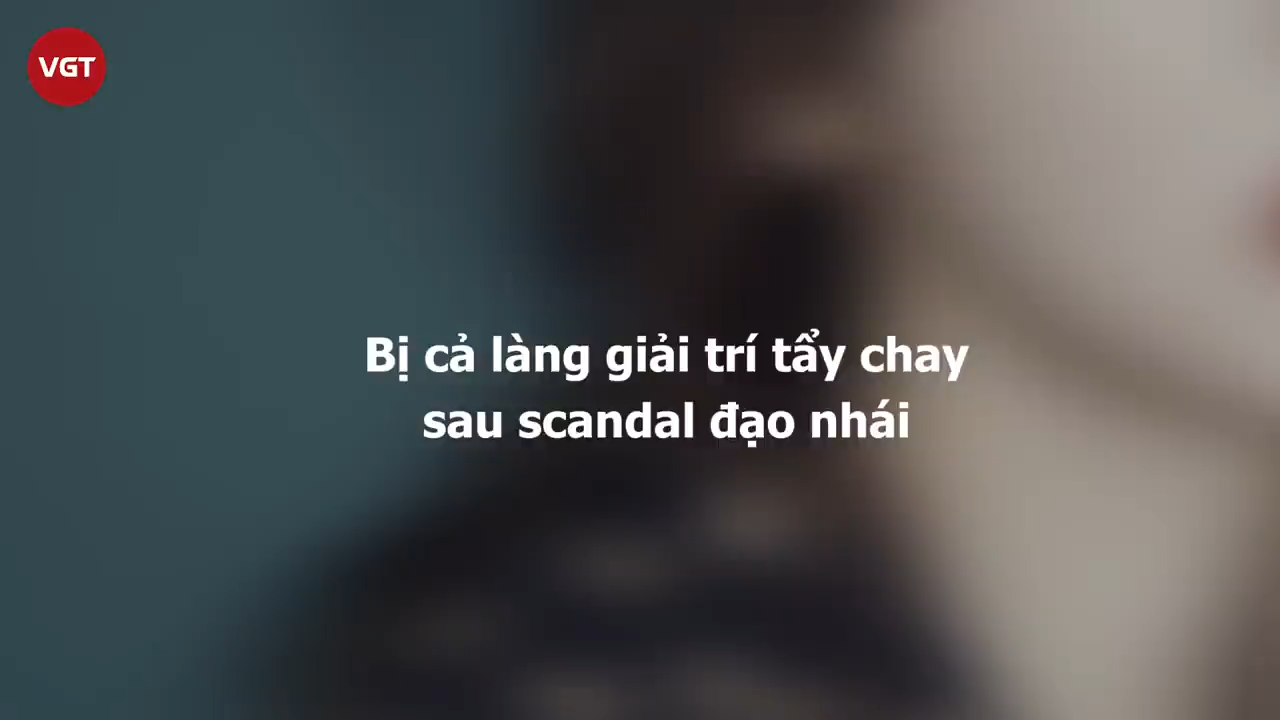 VGT
Bị cả làng giải trí tẩy chay
sau scandal đạo nhái